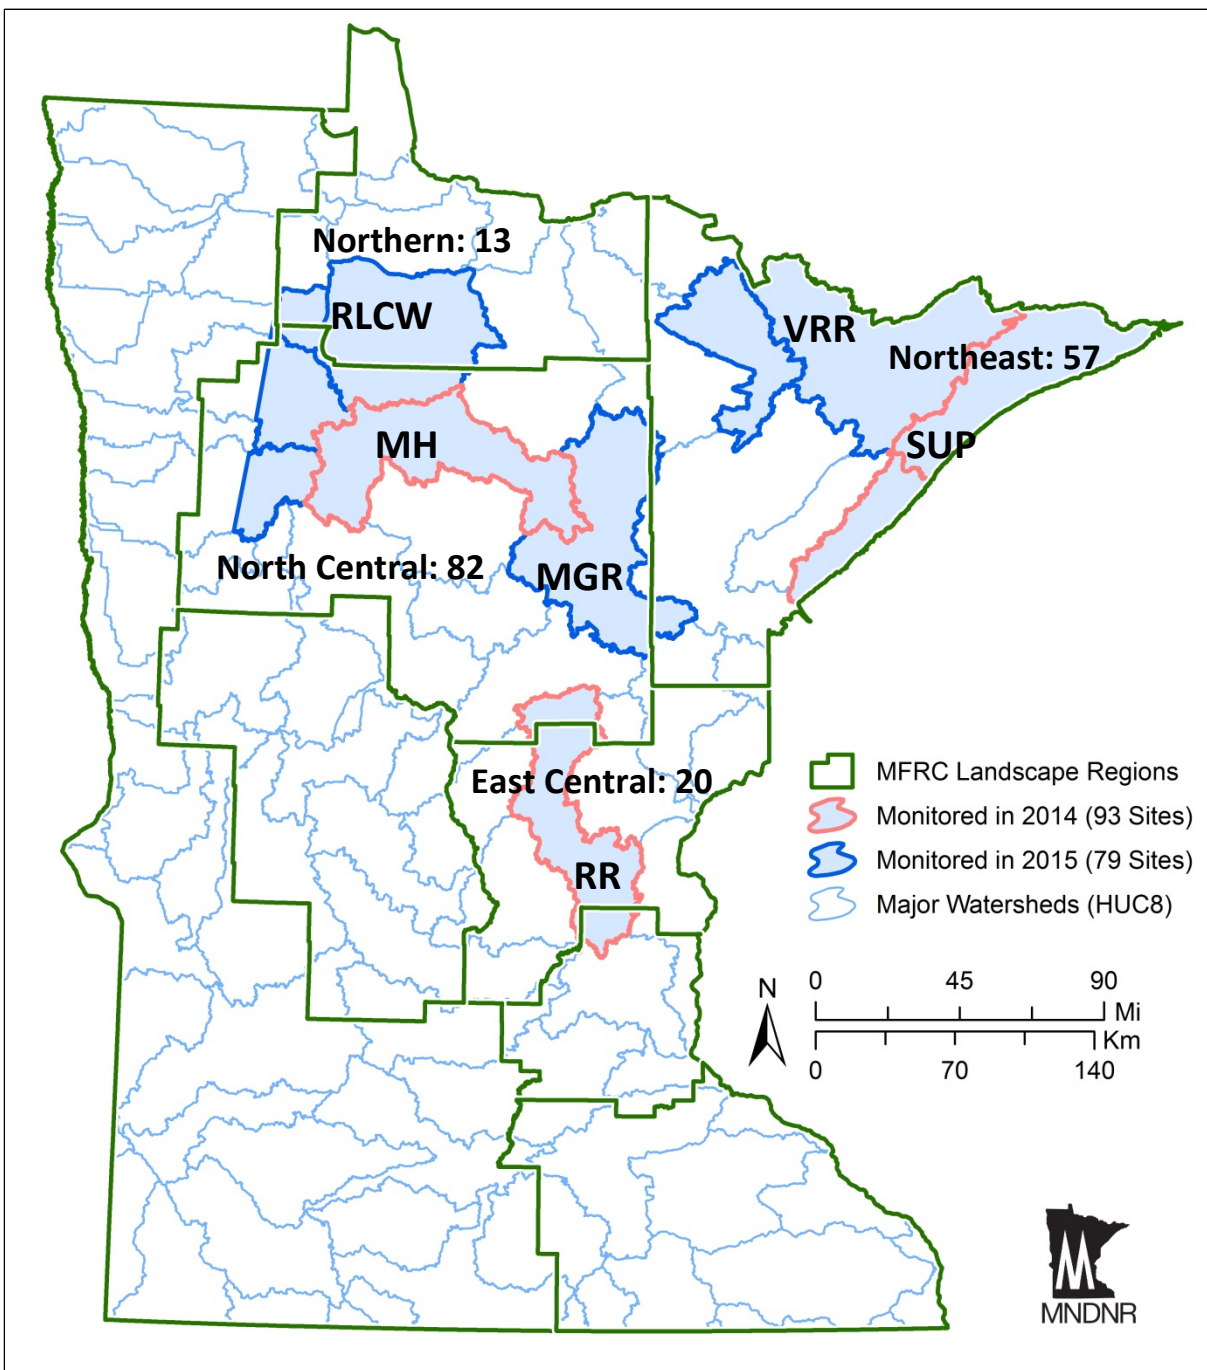 Northern: 13
RLCW
VRR
Northeast: 57
MH
SUP
North Central: 82
MGR
East Central: 20
RR
MFRC Landscape Regions
Monitored in 2014 (93 Sites)
Monitored in 2015 (79 Sites)
Major Watersheds (HUC8)
N
0 45 90
Mi
Km
0 70 140
MNDNR